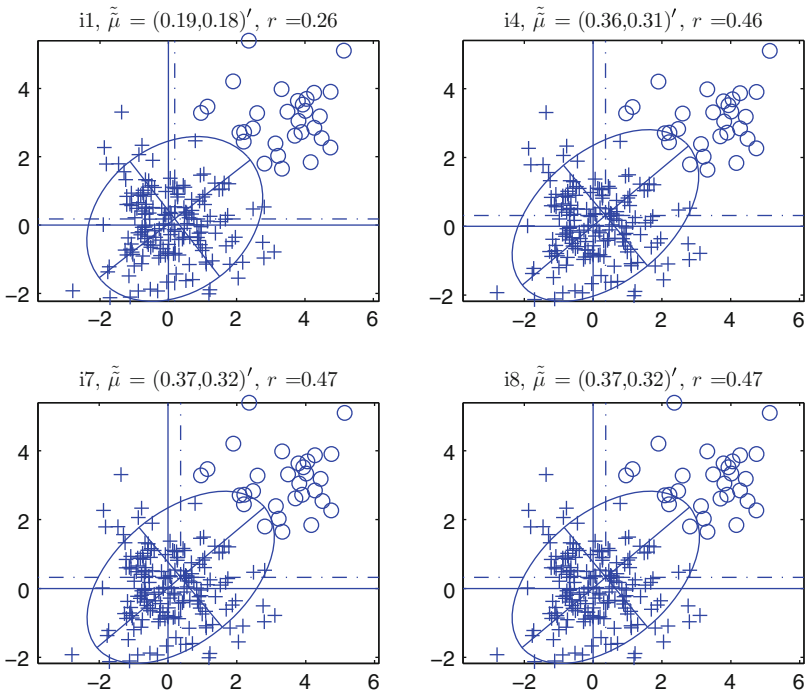 i1, μ̃̃ = (0.19,0.18)′, r =0.26
i4, μ̃̃ = (0.36,0.31)′, r =0.46
4
2
0
−2
−2 0 2 4 6
4
2
0
−2
−2 0 2 4 6
i7, μ̃̃ = (0.37,0.32)′, r =0.47
i8, μ̃̃ = (0.37,0.32)′, r =0.47
4
2
0
−2
−2 0 2 4 6
4
2
0
−2
−2 0 2 4 6